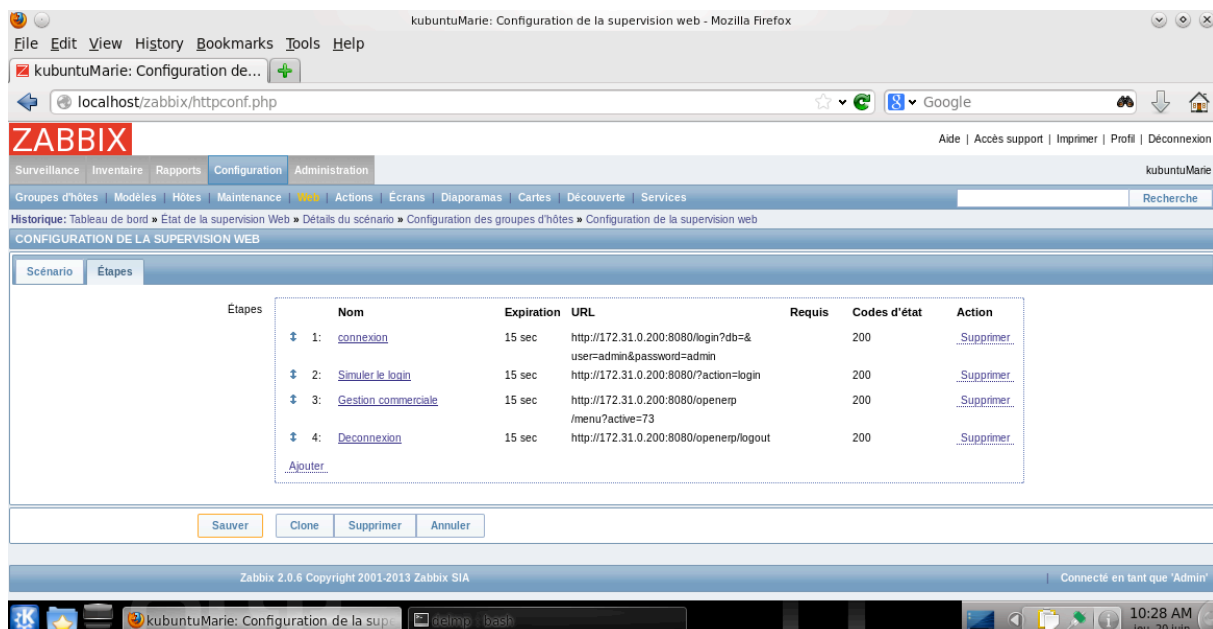 kubuntuMarie: Configuration de la supervision web - Mozilla Firefox
File Edit View History Bookmarks Tools Help
kubuntuMarie: Configuration de...
localhost/zabbix/httpconf.php
Google
ZABBIX
Aide | Accès support | Imprimer | Profil | Déconnexion
Surveillance Inventaire Rapports Configuration Administration
kubuntuMarie
Groupes d'hôtes | Modèles | Hôtes | Maintenance | Web | Actions | Écrans | Diaporamas | Cartes | Découverte | Services
Recherche
Historique: Tableau de bord » État de la supervision Web » Détails du scénario » Configuration des groupes d'hôtes » Configuration de la supervision web
CONFIGURATION DE LA SUPERVISION WEB
Scénario Étapes
Étapes
Nom Expiration URL Requis Codes d'état Action
1: connexion 15 sec http://172.31.0.200:8080/login?db=& 200 Supprimer
user=admin&password=admin
2: Simuler le login 15 sec http://172.31.0.200:8080/?action=login 200 Supprimer
3: Gestion commerciale 15 sec http://172.31.0.200:8080/openerp 200 Supprimer
/menu?active=73
4: Deconnexion 15 sec http://172.31.0.200:8080/openerp/logout 200 Supprimer
Ajouter
Sauver Clone Supprimer Annuler
Zabbix 2.0.6 Copyright 2001-2013 Zabbix SIA
| Connecté en tant que 'Admin'
kubuntuMarie: Configuration de la sup
bash
10:28 AM
jeu. 20 juin